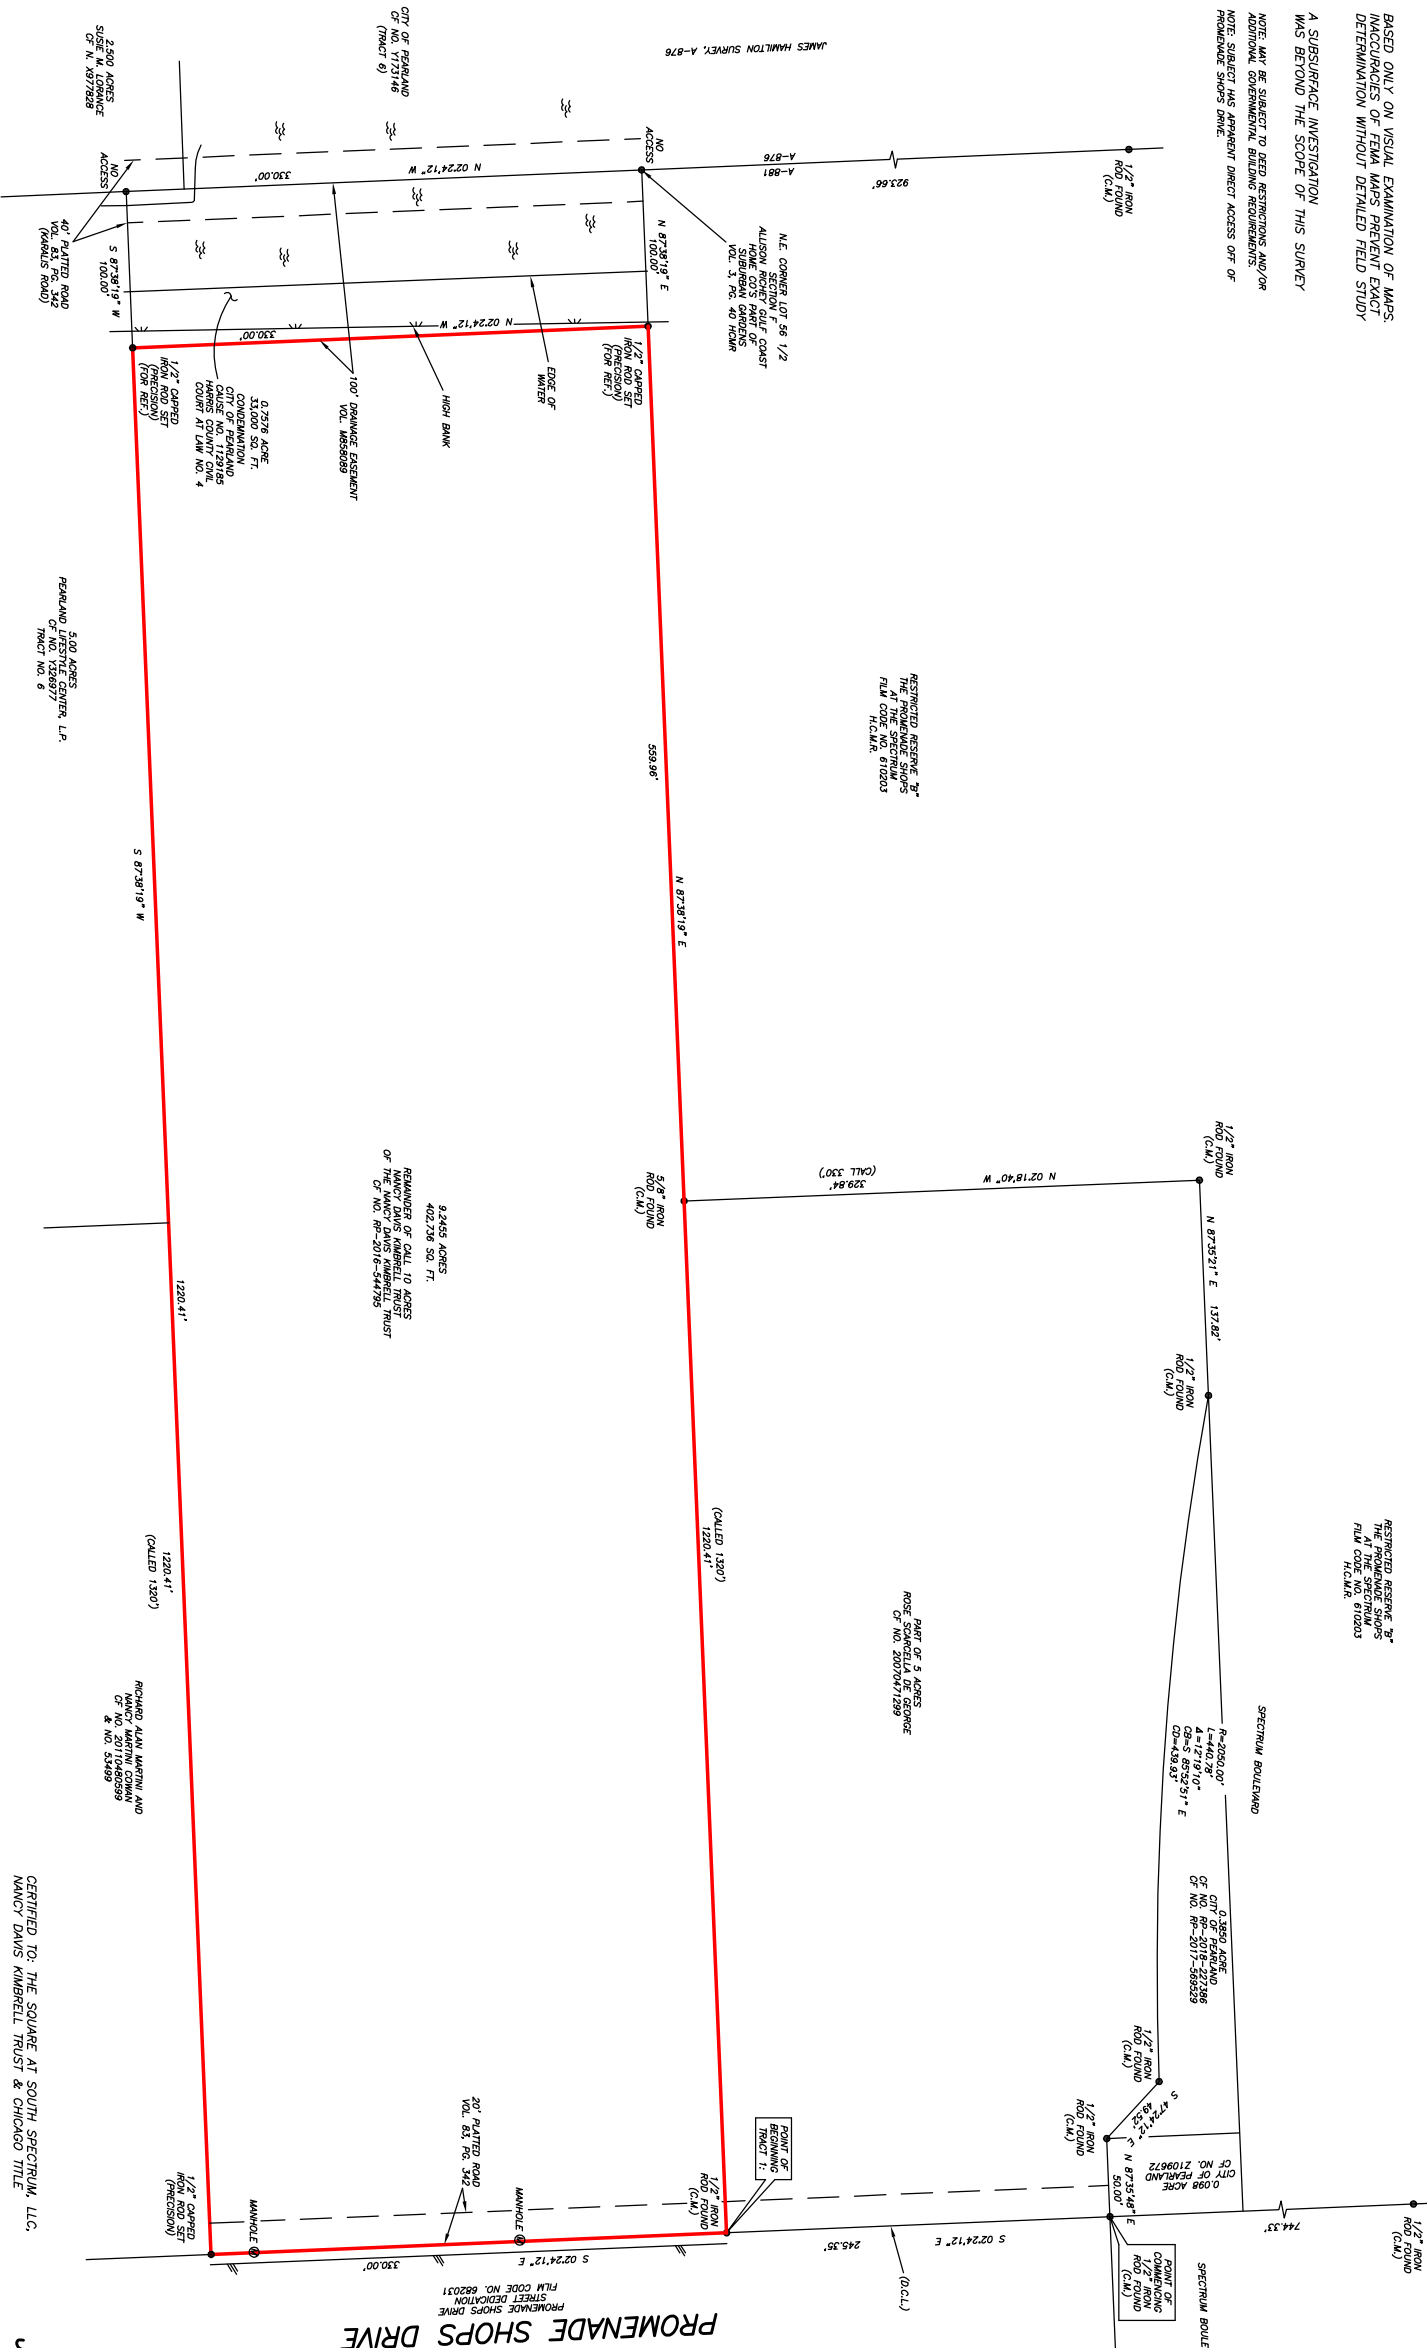 BASED ONLY ON VISUAL EXAMINATION OF MAPS.
INACCURACIES OF FEMA MAPS PREVENT EXACT
DETERMINATION WITHOUT DETAILED FIELD STUDY
A SUBSURFACE INVESTIGATION
WAS BEYOND THE SCOPE OF THIS SURVEY
NOTE: MAY BE SUBJECT TO DEED RESTRICTIONS AND/OR
ADDITIONAL GOVERNMENTAL BUILDING REQUIREMENTS.
NOTE: SUBJECT HAS APPARENT DIRECT ACCESS OFF OF
PROMENADE SHOPS DRIVE.
JAMES HAMILTON SURVEY, A-876
1/2" IRON
ROD FOUND
(C.M.)
923.66'
A-876
A-881
CITY OF PEARLAND
CF NO. Y173146
(TRACT 6)
2.500 ACRES
SUSIE M. LORANCE
CF N. X977828
NO
ACCESS
NO
ACCESS
N 02°24'12" W
330.00'
N 87°38'19" E
100.00'
S 87°38'19" W
100.00'
40' PLATTED ROAD
VOL. 83, PG. 342
(KARALIS ROAD)
N.E. CORNER LOT 56 1/2
SECTION F
ALLISON RICHEY GULF COAST
HOME CO'S PART OF
SUBURBAN GARDENS
VOL. 3, PG. 40 HCMR
N 02°24'12" W
330.00'
1/2" CAPPED
IRON ROD SET
(PRECISION)
(FOR REF.)
1/2" CAPPED
IRON ROD SET
(PRECISION)
(FOR REF.)
EDGE OF
WATER
HIGH BANK
100' DRAINAGE EASEMENT
VOL. M858089
0.7576 ACRE
33,000 SQ. FT.
CONDEMNATION
CITY OF PEARLAND
CAUSE NO. 1129185
HARRIS COUNTY CIVIL
COURT AT LAW NO. 4
5.00 ACRES
PEARLAND LIFESTYLE CENTER, L.P.
CF NO. Y326977
TRACT NO. 6
RESTRICTED RESERVE "B"
THE PROMENADE SHOPS
AT THE SPECTRUM
FILM CODE NO. 610203
H.C.M.R.
559.96'
N 87°38'19" E
S 87°38'19" W
5/8" IRON
ROD FOUND
(C.M.)
N 02°18'40" W
329.84'
(CALL 330')
1/2" IRON
ROD FOUND
(C.M.)
N 87°35'21" E 137.82'
1/2" IRON
ROD FOUND
(C.M.)
9.2455 ACRES
402,736 SQ. FT.
REMAINDER OF CALL 10 ACRES
NANCY DAVIS KIMBRELL TRUST
OF THE NANCY DAVIS KIMBRELL TRUST
CF NO. RP-2016-544795
1220.41'
(CALLED 1320')
1220.41'
1220.41'
(CALLED 1320')
RESTRICTED RESERVE "B"
THE PROMENADE SHOPS
AT THE SPECTRUM
FILM CODE NO. 610203
H.C.M.R.
PART OF 5 ACRES
ROSE SCARCELLA DE GEORGE
CF NO. 20070471299
RICHARD ALAN MARTINI AND
NANCY MARTINI COWAN
CF NO. 20110480599
& NO. 53499
SPECTRUM BOULEVARD
R=2050.00'
L=440.78'
Δ=12°19'10"
CB=S 85°52'51" E
CD=439.93'
0.3850 ACRE
CITY OF PEARLAND
CF NO. RP-2018-227386
CF NO. RP-2017-569529
1/2" IRON
ROD FOUND
(C.M.)
S 47°24'12" E
49.52'
1/2" IRON
ROD FOUND
(C.M.)
N 87°35'48" E
50.00'
0.098 ACRE
CITY OF PEARLAND
CF NO. Z109672
POINT OF
BEGINNING
TRACT 1:
1/2" IRON
ROD FOUND
(C.M.)
20' PLATTED ROAD
VOL. 83, PG. 342
MANHOLE
MANHOLE
1/2" CAPPED
IRON ROD SET
(PRECISION)
S 02°24'12" E
330.00'
S 02°24'12" E
245.35'
(D.C.L.)
744.33'
1/2" IRON
ROD FOUND
(C.M.)
POINT OF
COMMENCING
1/2" IRON
ROD FOUND
(C.M.)
SPECTRUM BOULE
PROMENADE SHOPS DRIVE
STREET DEDICATION
FILM CODE NO. 682031
PROMENADE SHOPS DRIVE
CERTIFIED TO: THE SQUARE AT SOUTH SPECTRUM, LLC,
NANCY DAVIS KIMBRELL TRUST & CHICAGO TITLE